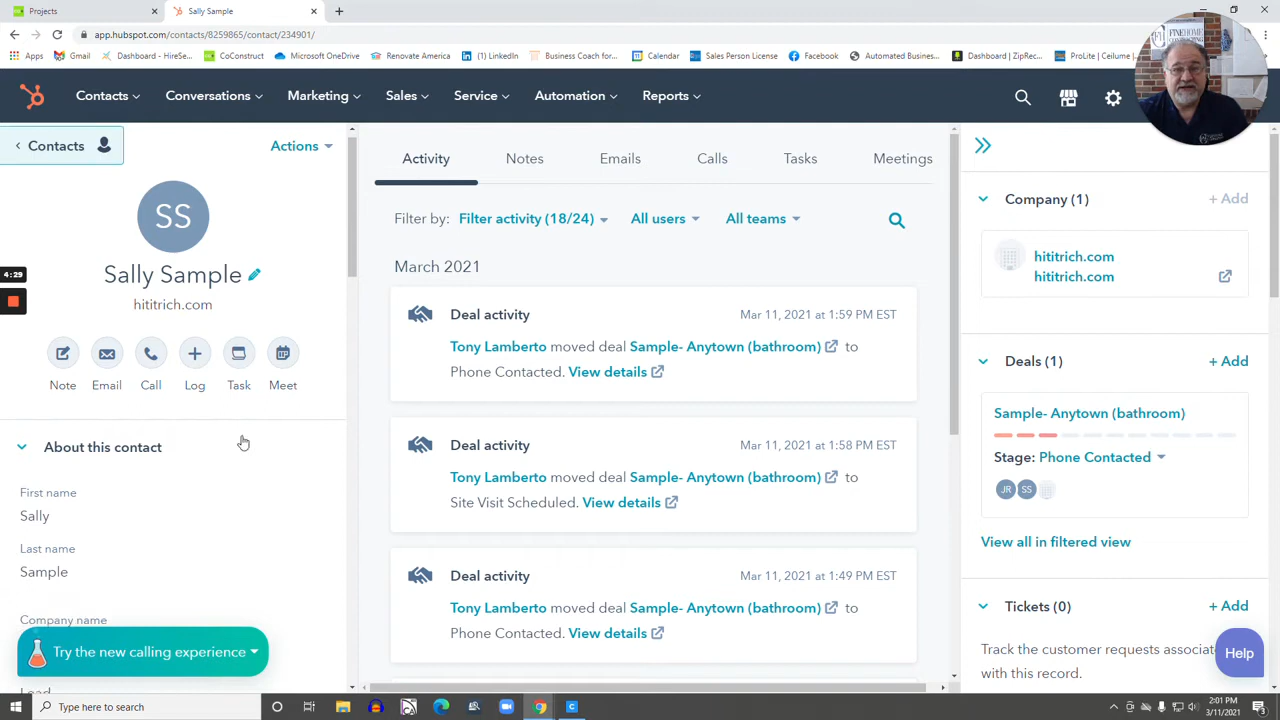 Projects
Sally Sample
app.hubspot.com/contacts/8259865/contact/234901/
Apps
Gmail
Dashboard - (HireSe...
CoConstruct
Microsoft OneDrive
Renovate America
(1) LinkedIn
Business Coach for...
Calendar
Sales Person License
Facebook
Automated Busines...
Dashboard | ZipRec...
ProLite | Ceilume |...
Contacts
Conversations
Marketing
Sales
Service
Automation
Reports
Contacts
Actions
SS
Sally Sample
hititrich.com
4:29
Note
Email
Call
Log
Task
Meet
About this contact
First name
Sally
Last name
Sample
Company name
Try the new calling experience
Lead
Activity
Notes
Emails
Calls
Tasks
Meetings
Filter by:
Filter activity (18/24)
All users
All teams
March 2021
Deal activity
Mar 11, 2021 at 1:59 PM EST
Tony Lamberto moved deal Sample- Anytown (bathroom) to
Phone Contacted. View details
Deal activity
Mar 11, 2021 at 1:58 PM EST
Tony Lamberto moved deal Sample- Anytown (bathroom) to
Site Visit Scheduled. View details
Deal activity
Mar 11, 2021 at 1:49 PM EST
Tony Lamberto moved deal Sample- Anytown (bathroom) to
Phone Contacted. View details
Company (1)
+ Add
hititrich.com
hititrich.com
Deals (1)
+ Add
Sample- Anytown (bathroom)
Stage: Phone Contacted
JR
SS
View all in filtered view
Tickets (0)
+ Add
Track the customer requests associat
with this record.
Help
Type here to search
2:01 PM
3/11/2021